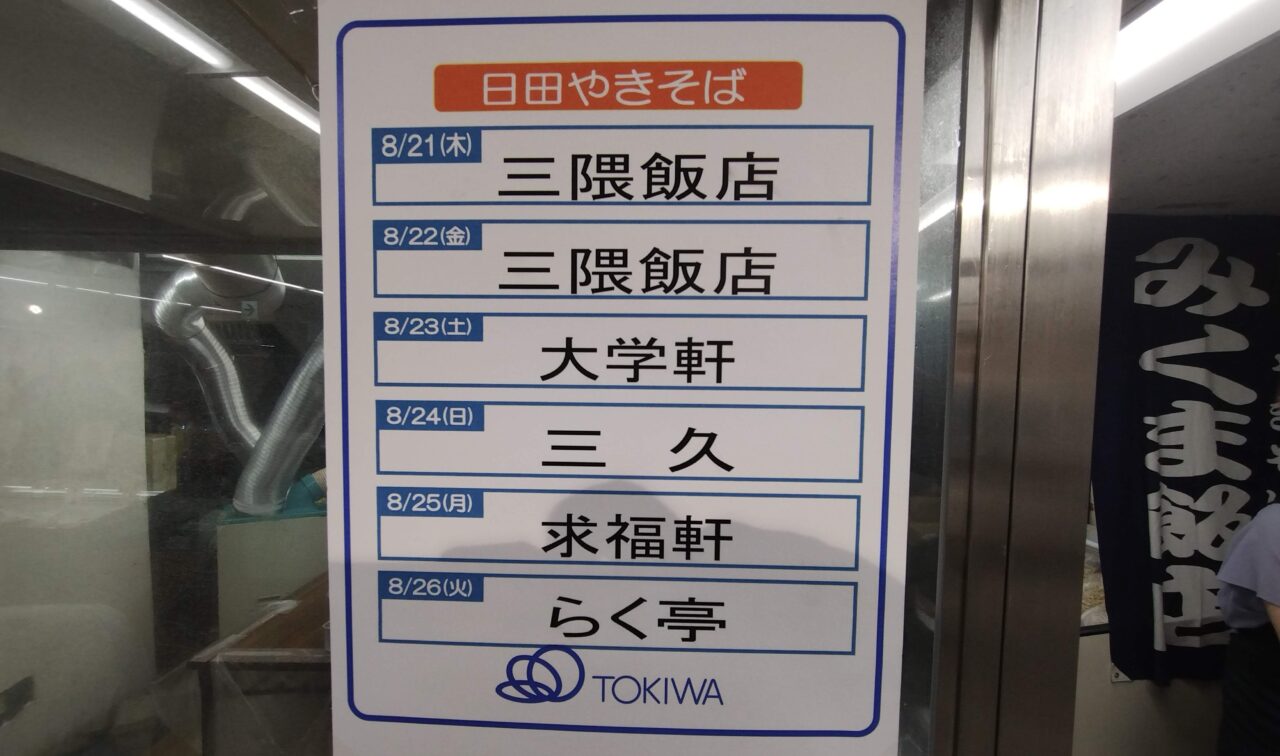 日田やきそば
8/21(木)
三隈飯店
8/22(金)
三隈飯店
8/23(土)
大学軒
8/24(日)
三 久
8/25(月)
求福軒
8/26(火)
らく亭
TOKIWA
みくま飯店